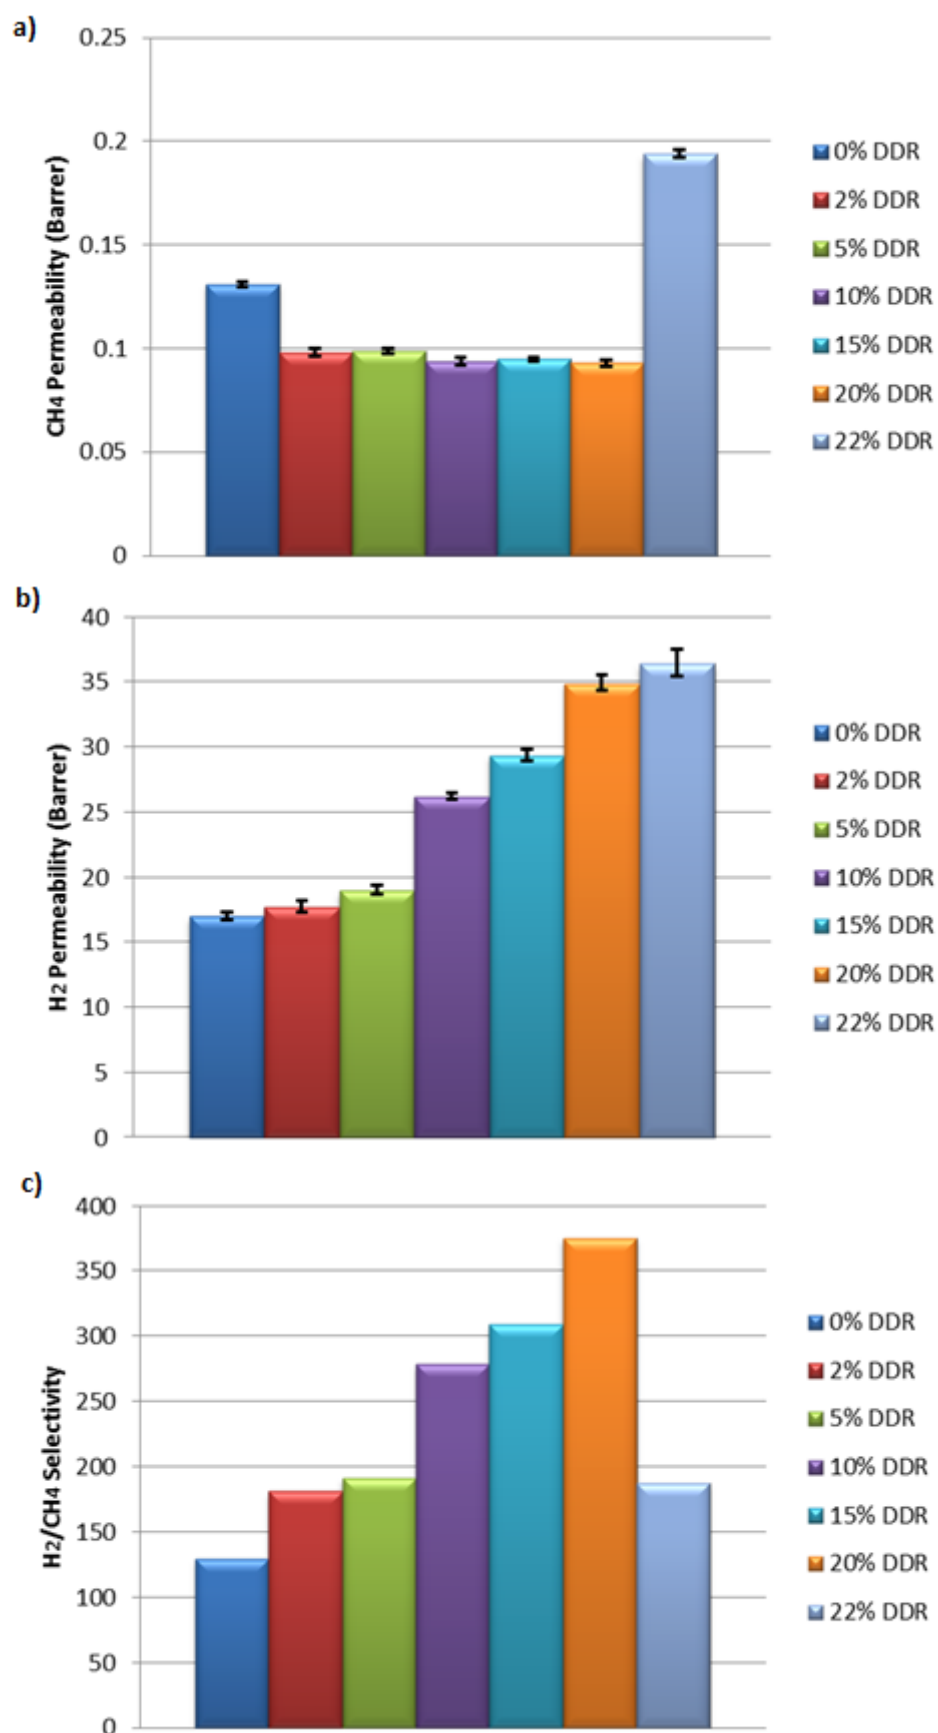 a)
0.25
0.2
0.15
0.1
0.05
0
CH4 Permeability (Barrer)
0% DDR
2% DDR
5% DDR
10% DDR
15% DDR
20% DDR
22% DDR
b)
40
35
30
25
20
15
10
5
0
H2 Permeability (Barrer)
0% DDR
2% DDR
5% DDR
10% DDR
15% DDR
20% DDR
22% DDR
c)
400
350
300
250
200
150
100
50
0
H2/CH4 Selectivity
0% DDR
2% DDR
5% DDR
10% DDR
15% DDR
20% DDR
22% DDR